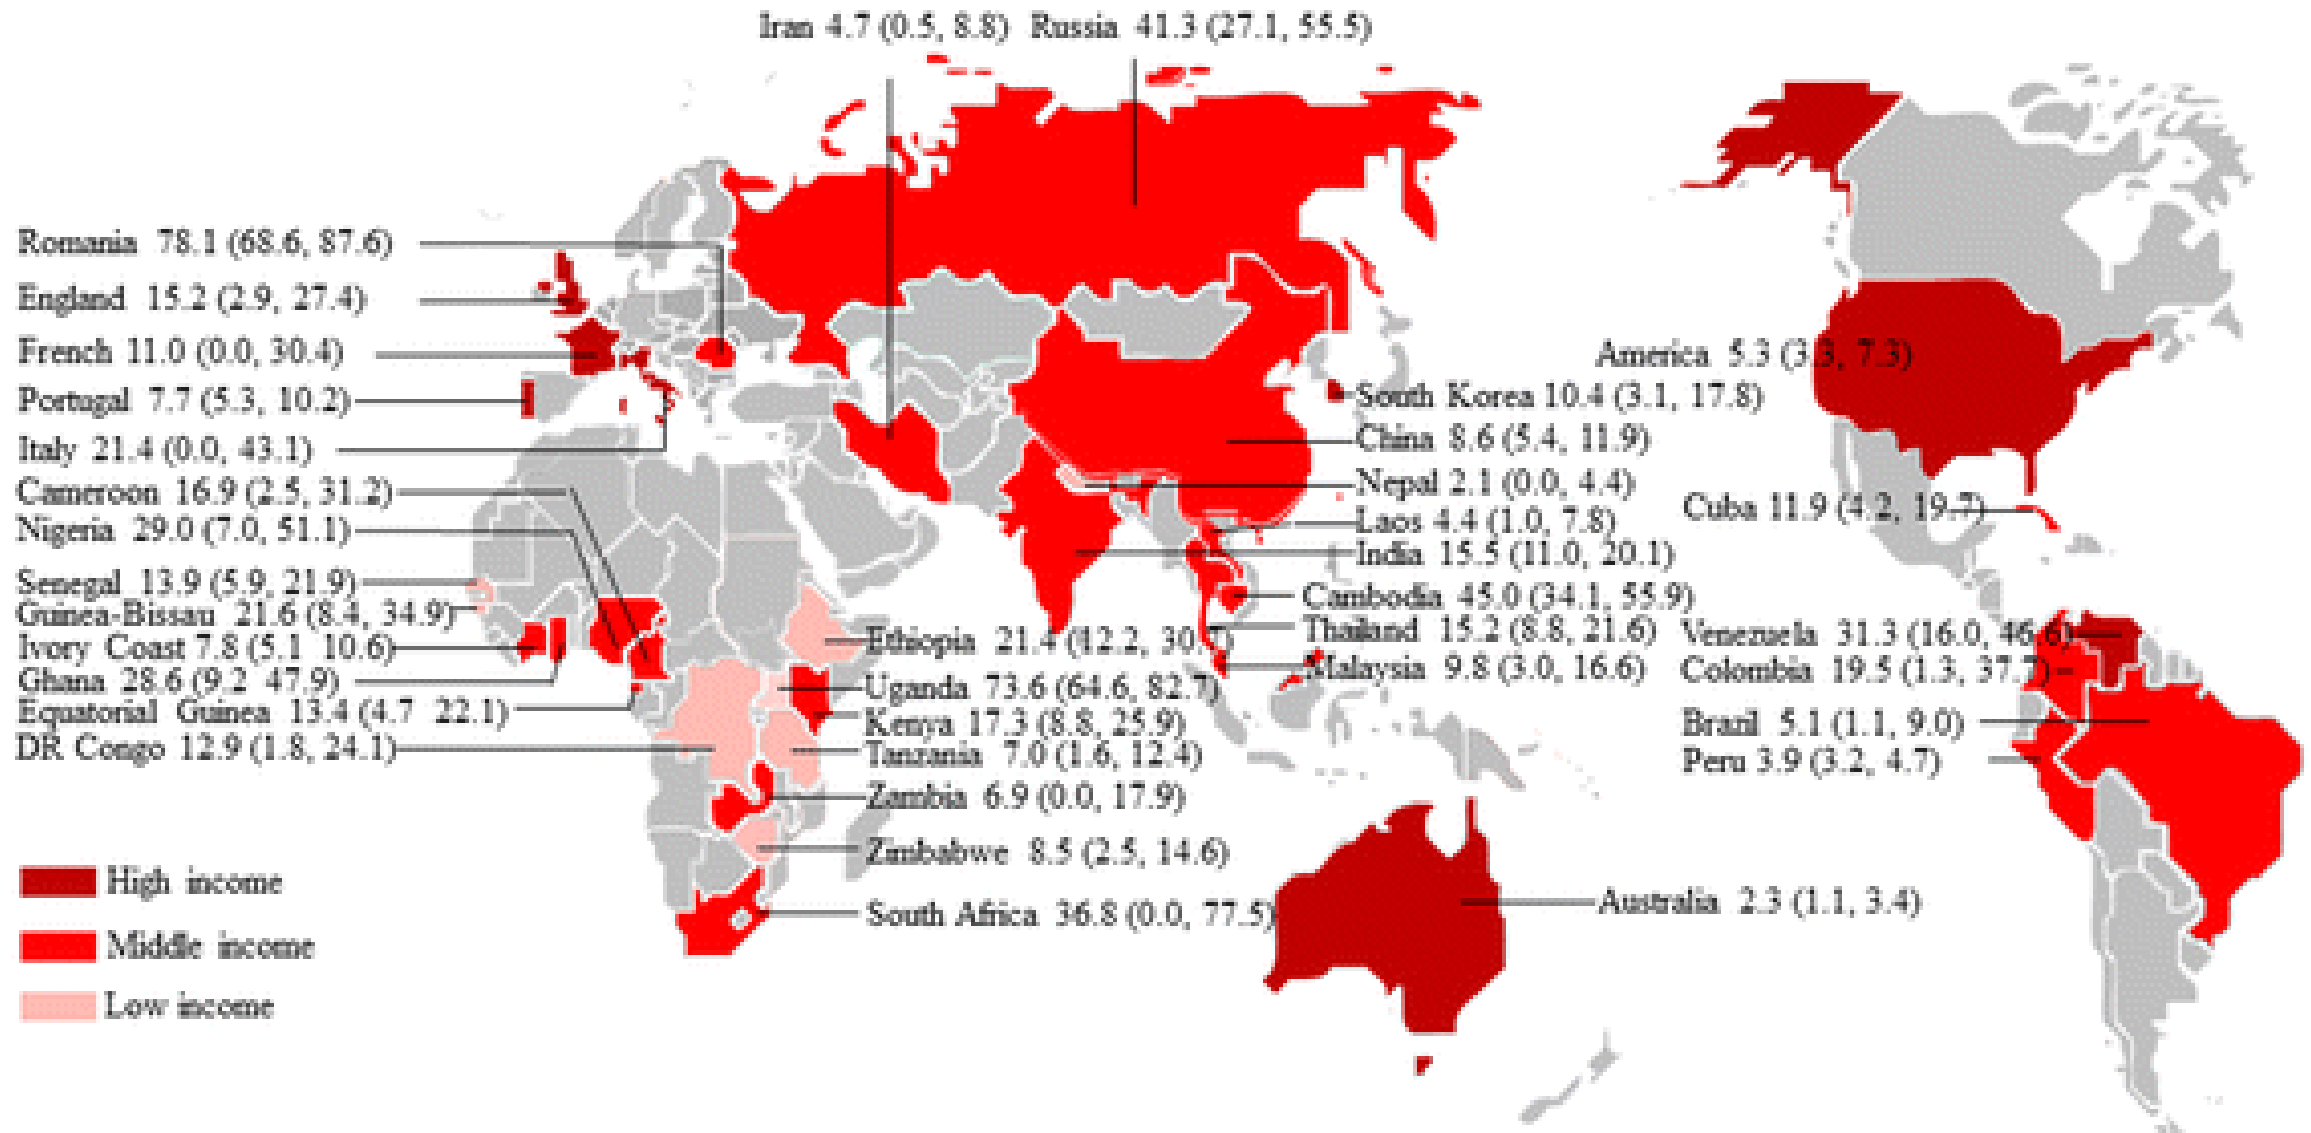 Iran 4.7 (0.5, 8.8)
Russia 41.3 (27.1, 55.5)
Romania 78.1 (68.6, 87.6)
England 15.2 (2.9, 27.4)
French 11.0 (0.0, 30.4)
Portugal 7.7 (5.3, 10.2)
Italy 21.4 (0.0, 43.1)
Cameroon 16.9 (2.5, 31.2)
Nigeria 29.0 (7.0, 51.1)
Senegal 13.9 (5.9, 21.9)
Guinea-Bissau 21.6 (8.4, 34.9)
Ivory Coast 7.8 (5.1 10.6)
Ghana 28.6 (9.2 47.9)
Equatorial Guinea 13.4 (4.7 22.1)
DR Congo 12.9 (1.8, 24.1)
America 5.3 (3.3, 7.3)
South Korea 10.4 (3.1, 17.8)
China 8.6 (5.4, 11.9)
Nepal 2.1 (0.0, 4.4)
Laos 4.4 (1.0, 7.8)
India 15.5 (11.0, 20.1)
Cambodia 45.0 (34.1, 55.9)
Thailand 15.2 (8.8, 21.6)
Malaysia 9.8 (3.0, 16.6)
Cuba 11.9 (4.2, 19.7)
Venezuela 31.3 (16.0, 46.6)
Colombia 19.5 (1.3, 37.7)
Brazil 5.1 (1.1, 9.0)
Peru 3.9 (3.2, 4.7)
Ethiopia 21.4 (12.2, 30.7)
Uganda 73.6 (64.6, 82.7)
Kenya 17.3 (8.8, 25.9)
Tanzania 7.0 (1.6, 12.4)
Zambia 6.9 (0.0, 17.9)
Zimbabwe 8.5 (2.5, 14.6)
South Africa 36.8 (0.0, 77.5)
Australia 2.3 (1.1, 3.4)
High income
Middle income
Low income